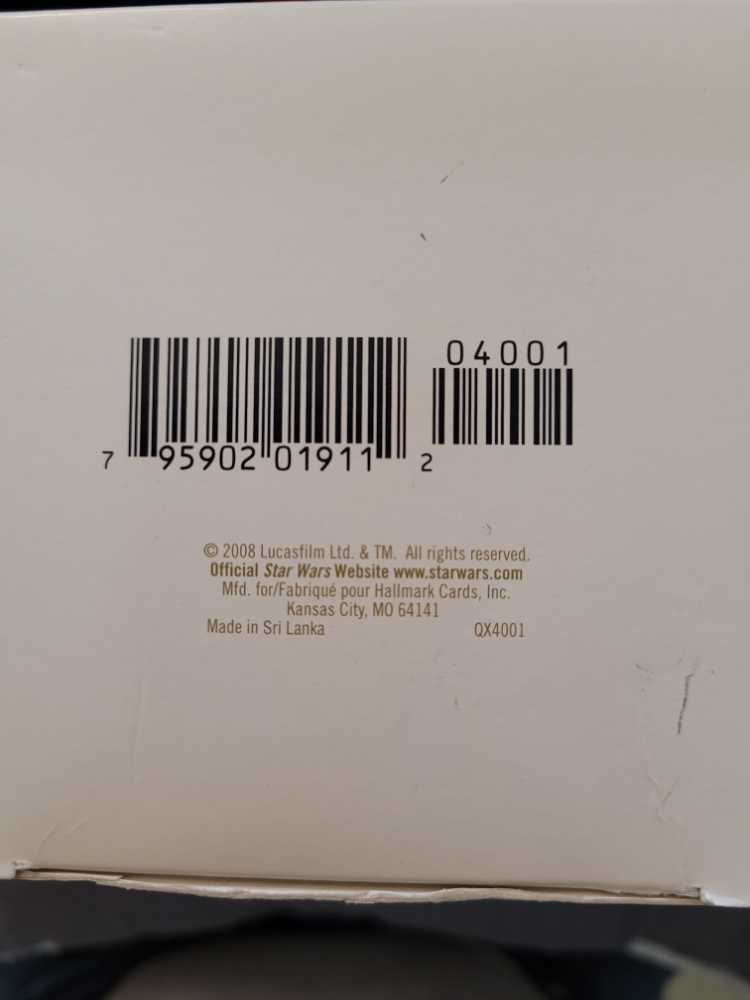 04001
7 95902 01911 2
© 2008 Lucasfilm Ltd. & TM. All rights reserved.
Official Star Wars Website www.starwars.com
Mfd. for/Fabriqué pour Hallmark Cards, Inc.
Kansas City, MO 64141
Made in Sri Lanka QX4001